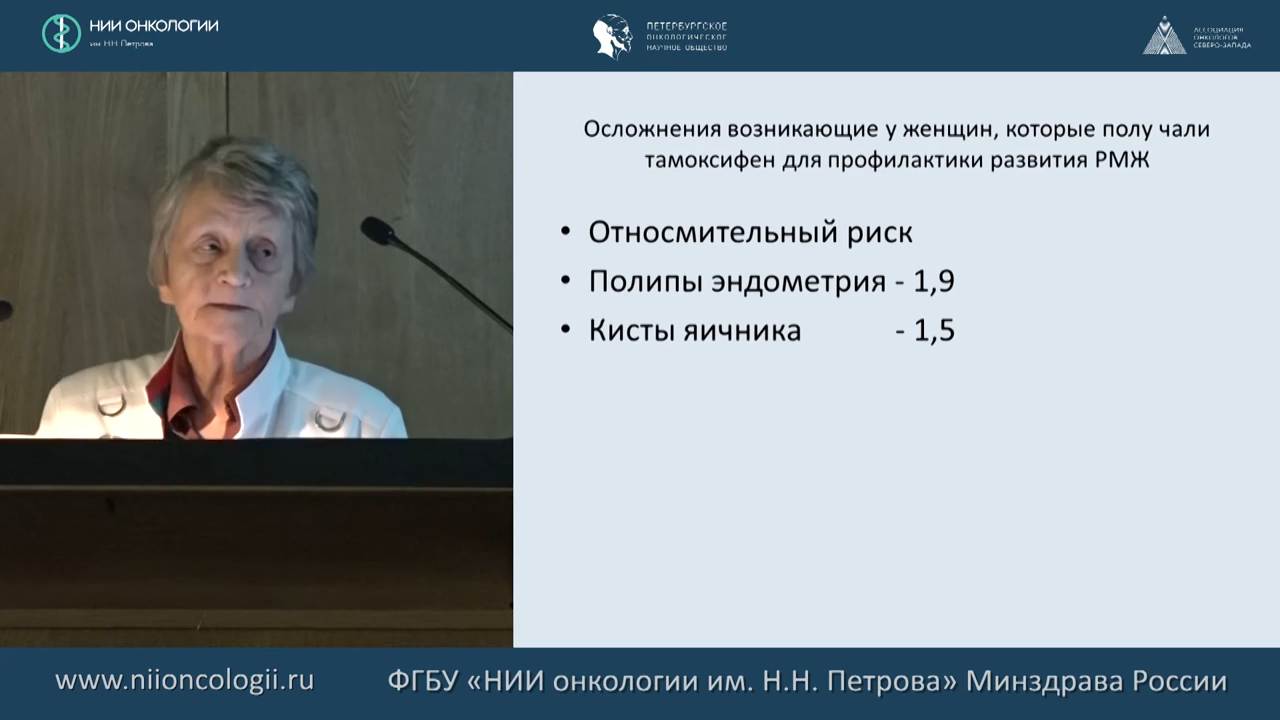 НИИ ОНКОЛОГИИ
им. Н.Н. Петрова
ПЕТЕРБУРГСКОЕ
ОНКОЛОГИЧЕСКОЕ
НАУЧНОЕ ОБЩЕСТВО
АССОЦИАЦИЯ
ОНКОЛОГОВ
СЕВЕРО-ЗАПАДА
Осложнения возникающие у женщин, которые полу чали
тамоксифен для профилактики развития РМЖ
• Относмительный риск
• Полипы эндометрия - 1,9
• Кисты яичника - 1,5
www.niioncologii.ru
ФГБУ «НИИ онкологии им. Н.Н. Петрова» Минздрава России